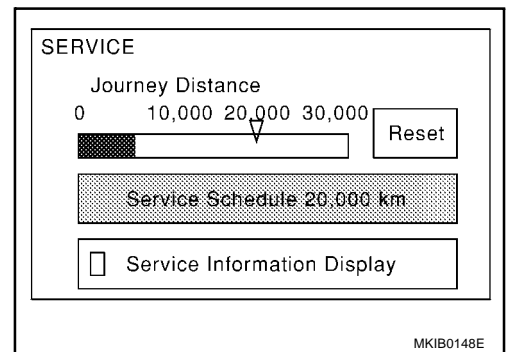 SERVICE
Journey Distance
0 10,000 20,000 30,000
Reset
Service Schedule 20,000 km
Service Information Display
MKIB0148E